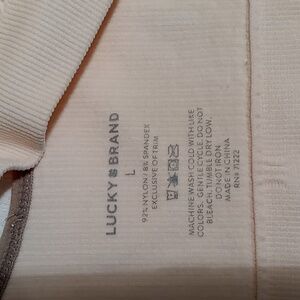 LUCKY BRAND
L
92% NYLON / 8% SPANDEX
EXCLUSIVE OF TRIM
MACHINE WASH COLD WITH LIKE
COLORS. GENTLE CYCLE. DO NOT
BLEACH. TUMBLE DRY LOW.
DO NOT IRON.
MADE IN CHINA
RN 71222